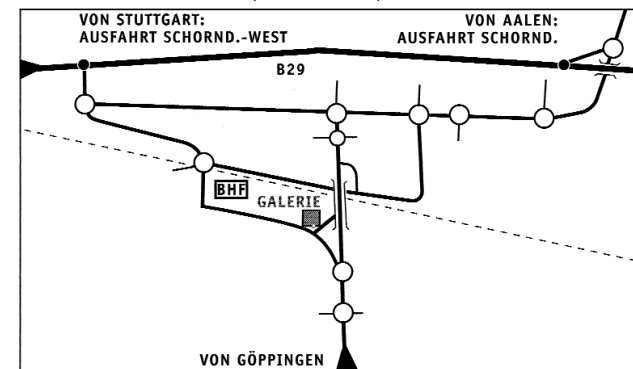 VON STUTTGART:
AUSFAHRT SCHORND.-WEST
VON AALEN:
AUSFAHRT SCHORND.
B29
BHF
GALERIE
VON GÖPPINGEN